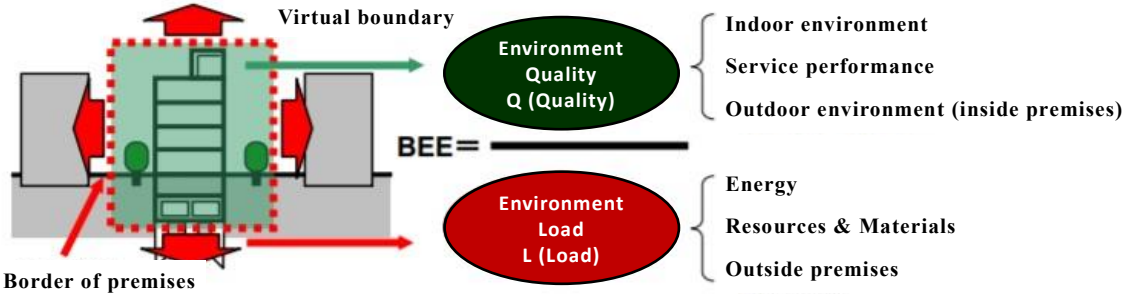 Virtual boundary
Border of premises
BEE=
Environment
Quality
Q (Quality)
Indoor environment
Service performance
Outdoor environment (inside premises)
Environment
Load
L (Load)
Energy
Resources & Materials
Outside premises